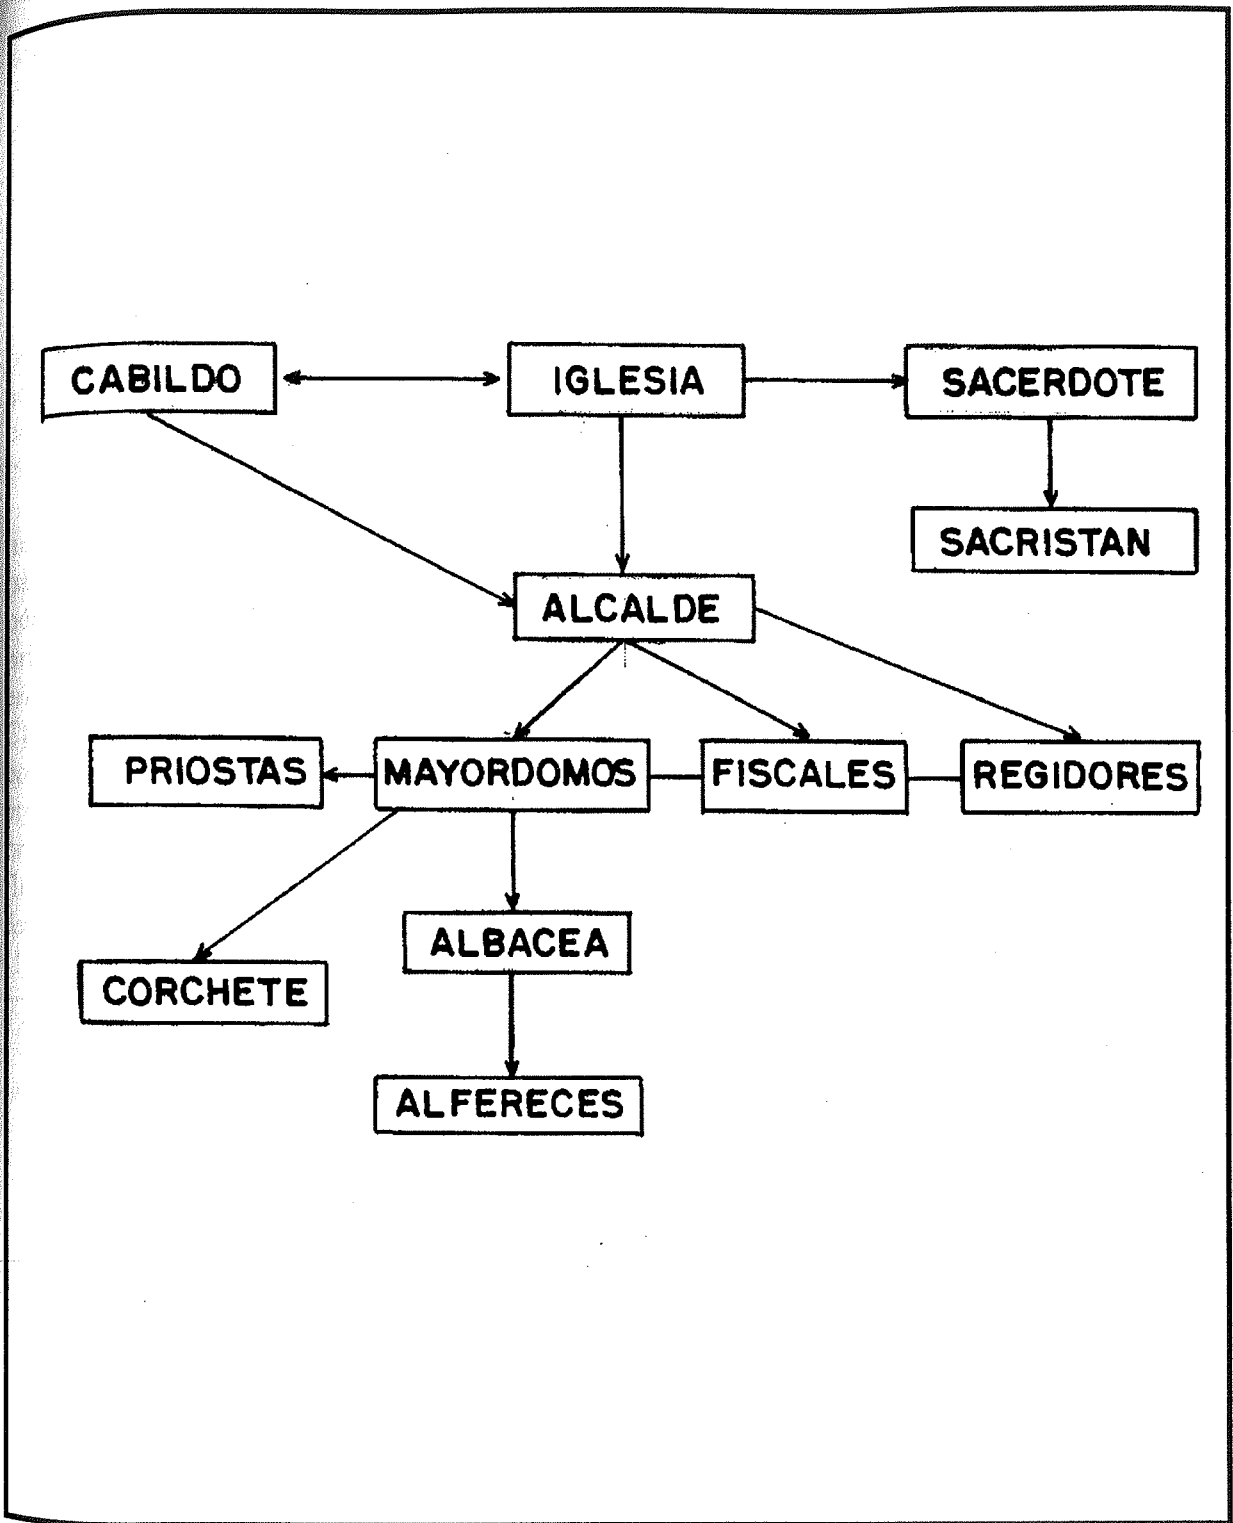 CABILDO
IGLESIA
SACERDOTE
SACRISTAN
ALCALDE
PRIOSTAS
MAYORDOMOS
FISCALES
REGIDORES
ALBACEA
CORCHETE
ALFERECES